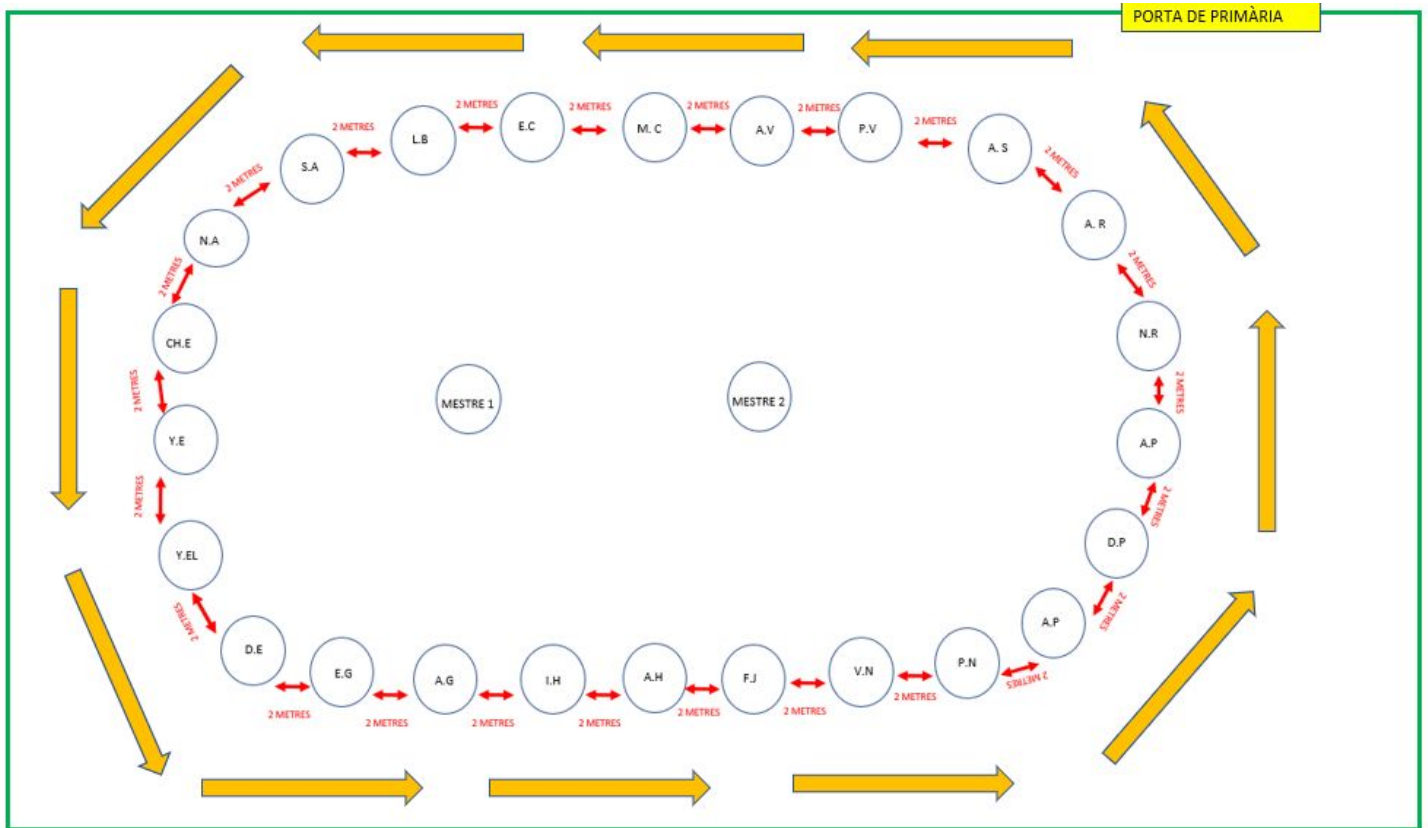 PORTA DE PRIMÀRIA
2 METRES
2 METRES
2 METRES
2 METRES
2 METRES
2 METRES
L.B
E.C
M. C
A.V
P.V
A. S
S.A
2 METRES
2 METRES
A. R
N.A
2 METRES
2 METRES
CH.E
N.R
2 METRES
2 METRES
MESTRE 1
MESTRE 2
Y.E
A.P
2 METRES
2 METRES
Y.EL
D.P
2 METRES
2 METRES
A.P
D.E
E.G
A.G
I.H
A.H
F.J
V.N
P.N
2 METRES
2 METRES
2 METRES
2 METRES
2 METRES
2 METRES
2 METRES
2 METRES